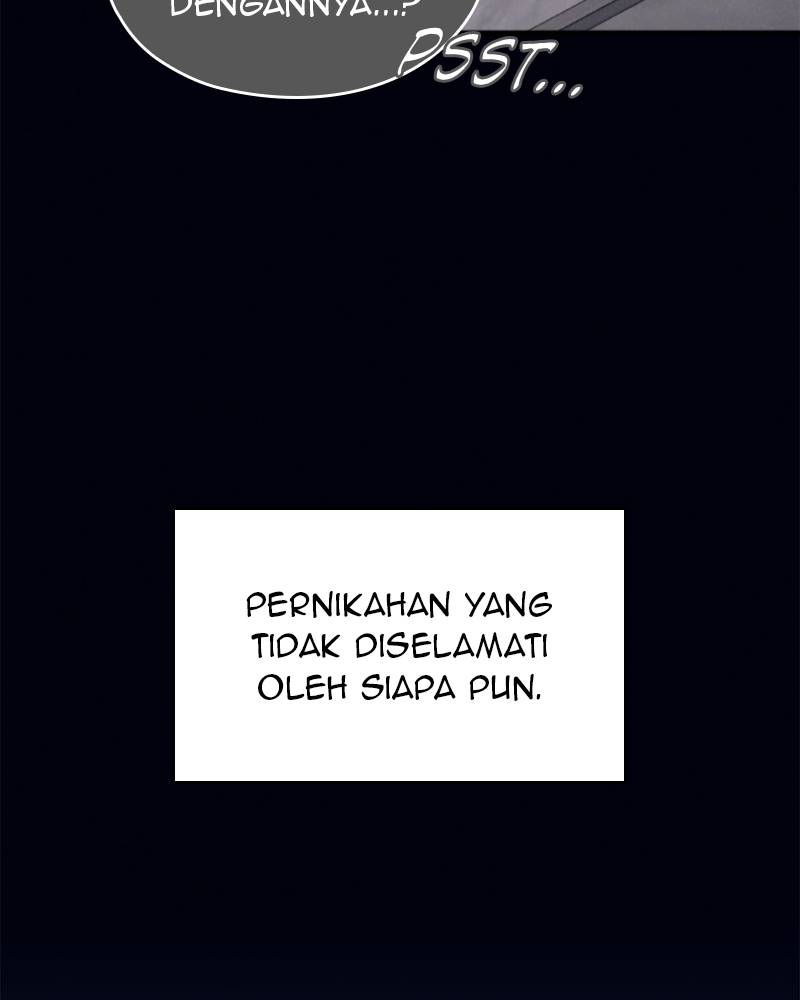 DENGANNYA...?
PSST...
PERNIKAHAN YANG
TIDAK DISELAMATI
OLEH SIAPA PUN.